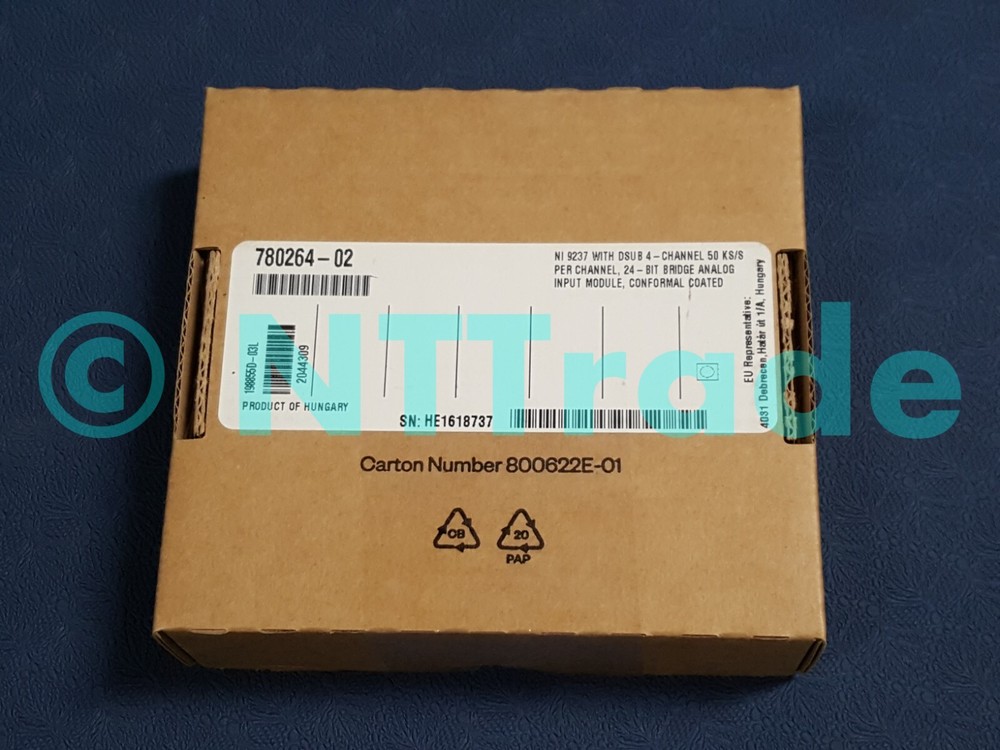 780264-02
NI 9237 WITH DSUB 4-CHANNEL 50 KS/S
PER CHANNEL, 24-BIT BRIDGE ANALOG
INPUT MODULE, CONFORMAL COATED
198855D-03L
2044309
PRODUCT OF HUNGARY
SN: HE1618737
EU Representative:
4031 Debrecen, Határ út 1/A, Hungary
© NTTrade
Carton Number 800622E-01
CB
20
PAP